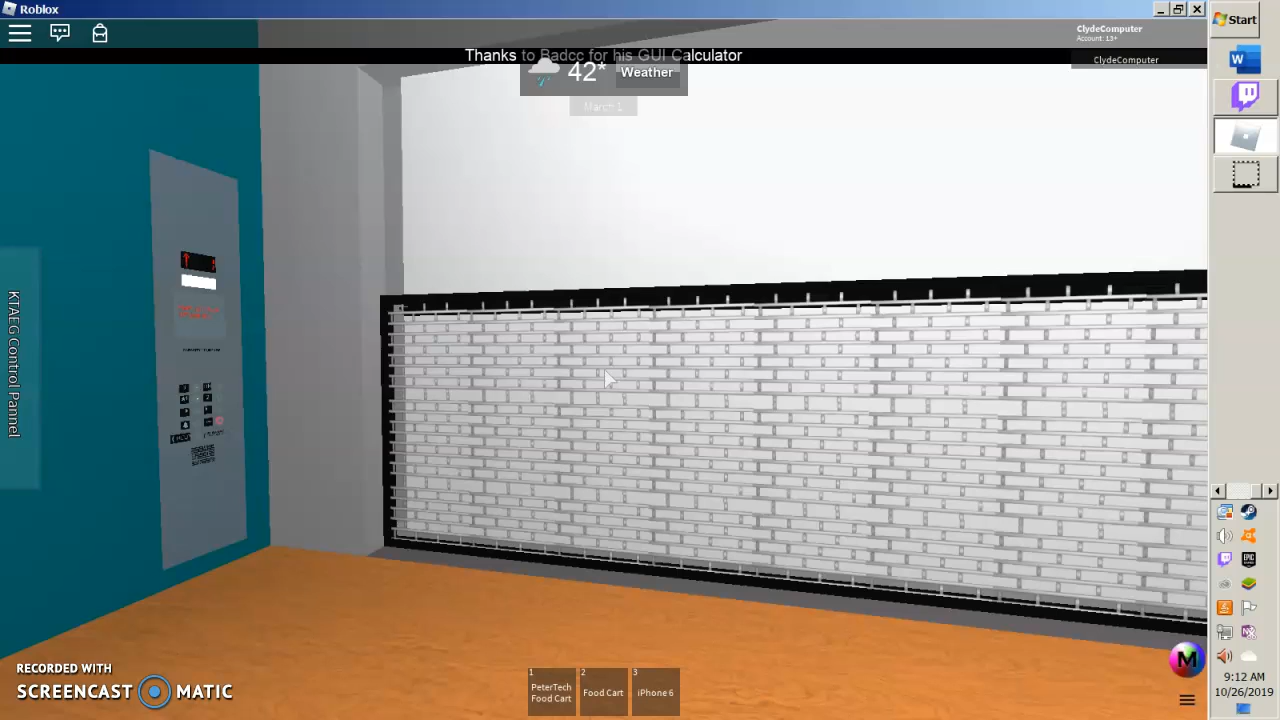 Roblox
Start
ClydeComputer
Account: 13+
Thanks to Badcc for his GUI Calculator
ClydeComputer
42*
Weather
March 1
KTAEG Control Pannel
RECORDED WITH
SCREENCAST MATIC
1
PeterTech
Food Cart
2
Food Cart
3
iPhone 6
M
9:12 AM
10/26/2019